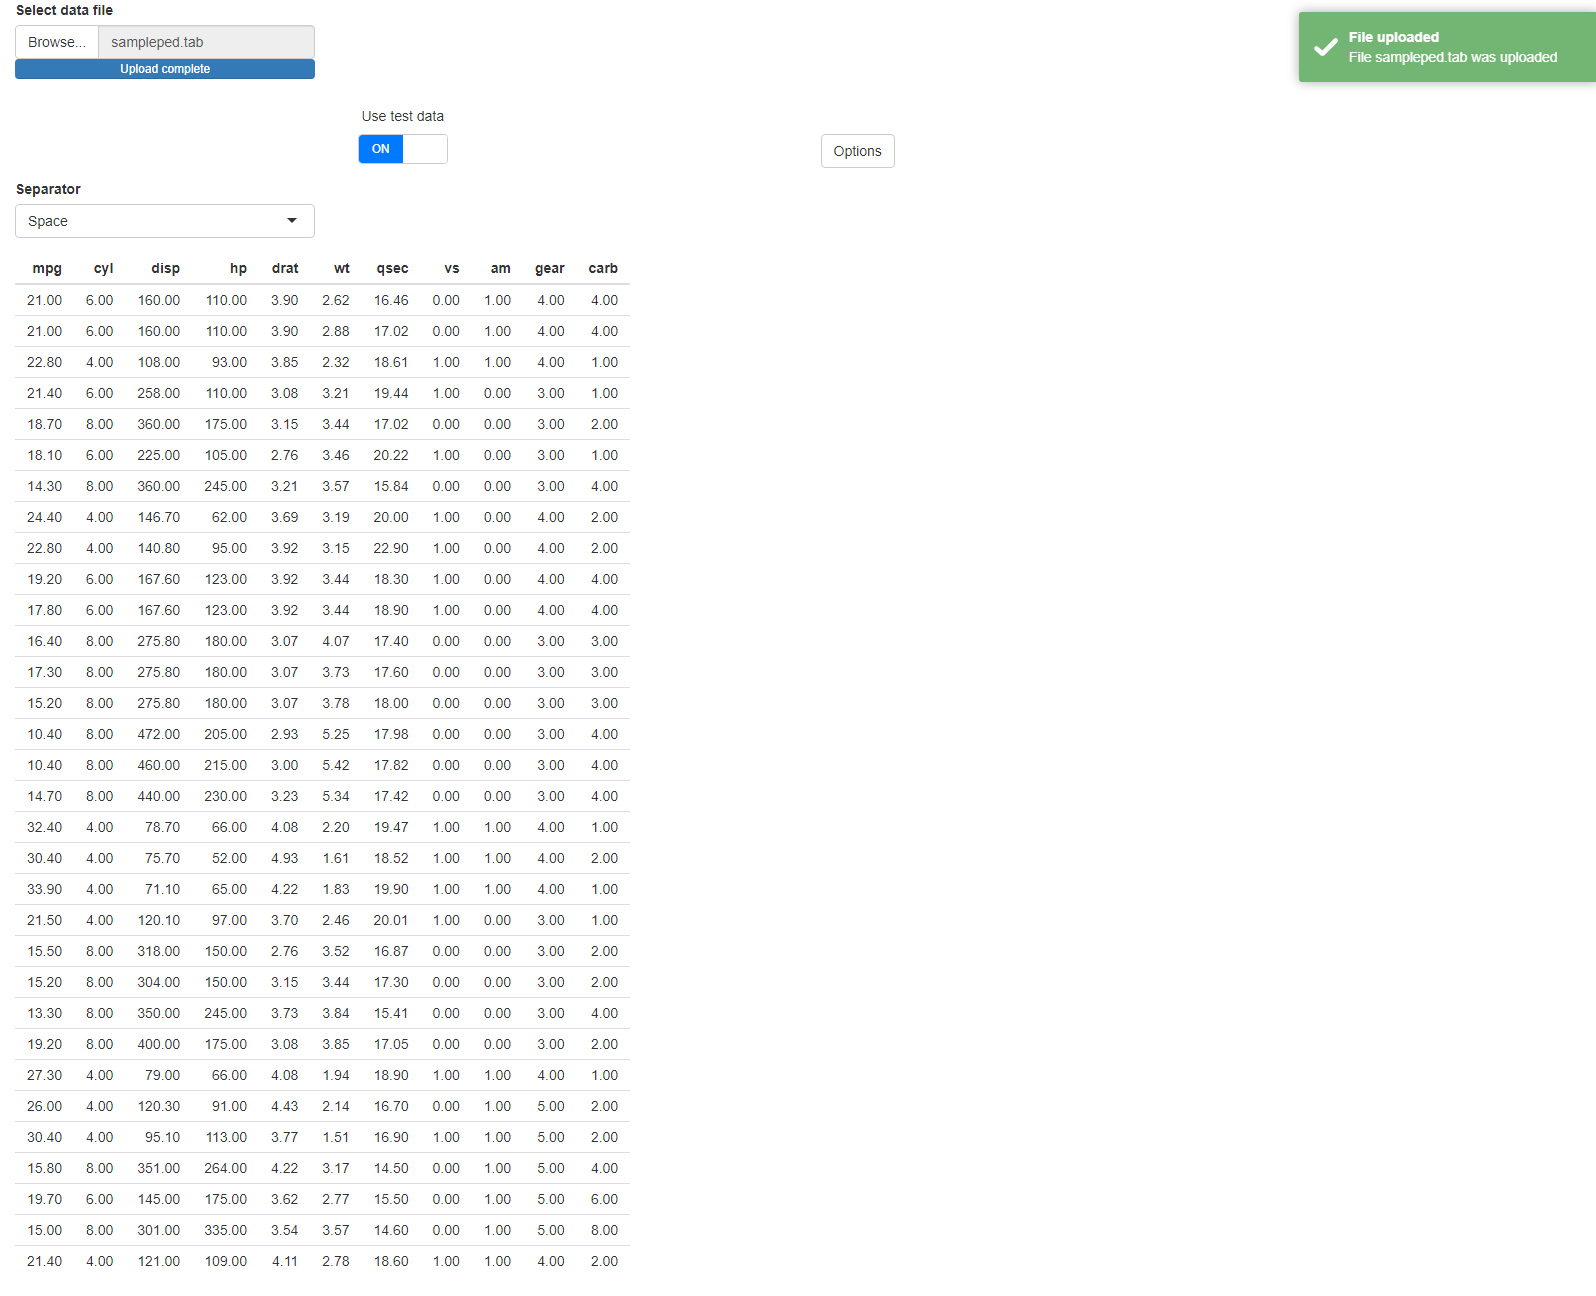 Select data file
Browse... sampleped.tab
Upload complete
File uploaded
File sampleped.tab was uploaded
Use test data
ON
Options
Separator
Space
mpg cyl disp hp drat wt qsec vs am gear carb
21.00 6.00 160.00 110.00 3.90 2.62 16.46 0.00 1.00 4.00 4.00
21.00 6.00 160.00 110.00 3.90 2.88 17.02 0.00 1.00 4.00 4.00
22.80 4.00 108.00 93.00 3.85 2.32 18.61 1.00 1.00 4.00 1.00
21.40 6.00 258.00 110.00 3.08 3.21 19.44 1.00 0.00 3.00 1.00
18.70 8.00 360.00 175.00 3.15 3.44 17.02 0.00 0.00 3.00 2.00
18.10 6.00 225.00 105.00 2.76 3.46 20.22 1.00 0.00 3.00 1.00
14.30 8.00 360.00 245.00 3.21 3.57 15.84 0.00 0.00 3.00 4.00
24.40 4.00 146.70 62.00 3.69 3.19 20.00 1.00 0.00 4.00 2.00
22.80 4.00 140.80 95.00 3.92 3.15 22.90 1.00 0.00 4.00 2.00
19.20 6.00 167.60 123.00 3.92 3.44 18.30 1.00 0.00 4.00 4.00
17.80 6.00 167.60 123.00 3.92 3.44 18.90 1.00 0.00 4.00 4.00
16.40 8.00 275.80 180.00 3.07 4.07 17.40 0.00 0.00 3.00 3.00
17.30 8.00 275.80 180.00 3.07 3.73 17.60 0.00 0.00 3.00 3.00
15.20 8.00 275.80 180.00 3.07 3.78 18.00 0.00 0.00 3.00 3.00
10.40 8.00 472.00 205.00 2.93 5.25 17.98 0.00 0.00 3.00 4.00
10.40 8.00 460.00 215.00 3.00 5.42 17.82 0.00 0.00 3.00 4.00
14.70 8.00 440.00 230.00 3.23 5.34 17.42 0.00 0.00 3.00 4.00
32.40 4.00 78.70 66.00 4.08 2.20 19.47 1.00 1.00 4.00 1.00
30.40 4.00 75.70 52.00 4.93 1.61 18.52 1.00 1.00 4.00 2.00
33.90 4.00 71.10 65.00 4.22 1.83 19.90 1.00 1.00 4.00 1.00
21.50 4.00 120.10 97.00 3.70 2.46 20.01 1.00 0.00 3.00 1.00
15.50 8.00 318.00 150.00 2.76 3.52 16.87 0.00 0.00 3.00 2.00
15.20 8.00 304.00 150.00 3.15 3.44 17.30 0.00 0.00 3.00 2.00
13.30 8.00 350.00 245.00 3.73 3.84 15.41 0.00 0.00 3.00 4.00
19.20 8.00 400.00 175.00 3.08 3.85 17.05 0.00 0.00 3.00 2.00
27.30 4.00 79.00 66.00 4.08 1.94 18.90 1.00 1.00 4.00 1.00
26.00 4.00 120.30 91.00 4.43 2.14 16.70 0.00 1.00 5.00 2.00
30.40 4.00 95.10 113.00 3.77 1.51 16.90 1.00 1.00 5.00 2.00
15.80 8.00 351.00 264.00 4.22 3.17 14.50 0.00 1.00 5.00 4.00
19.70 6.00 145.00 175.00 3.62 2.77 15.50 0.00 1.00 5.00 6.00
15.00 8.00 301.00 335.00 3.54 3.57 14.60 0.00 1.00 5.00 8.00
21.40 4.00 121.00 109.00 4.11 2.78 18.60 1.00 1.00 4.00 2.00